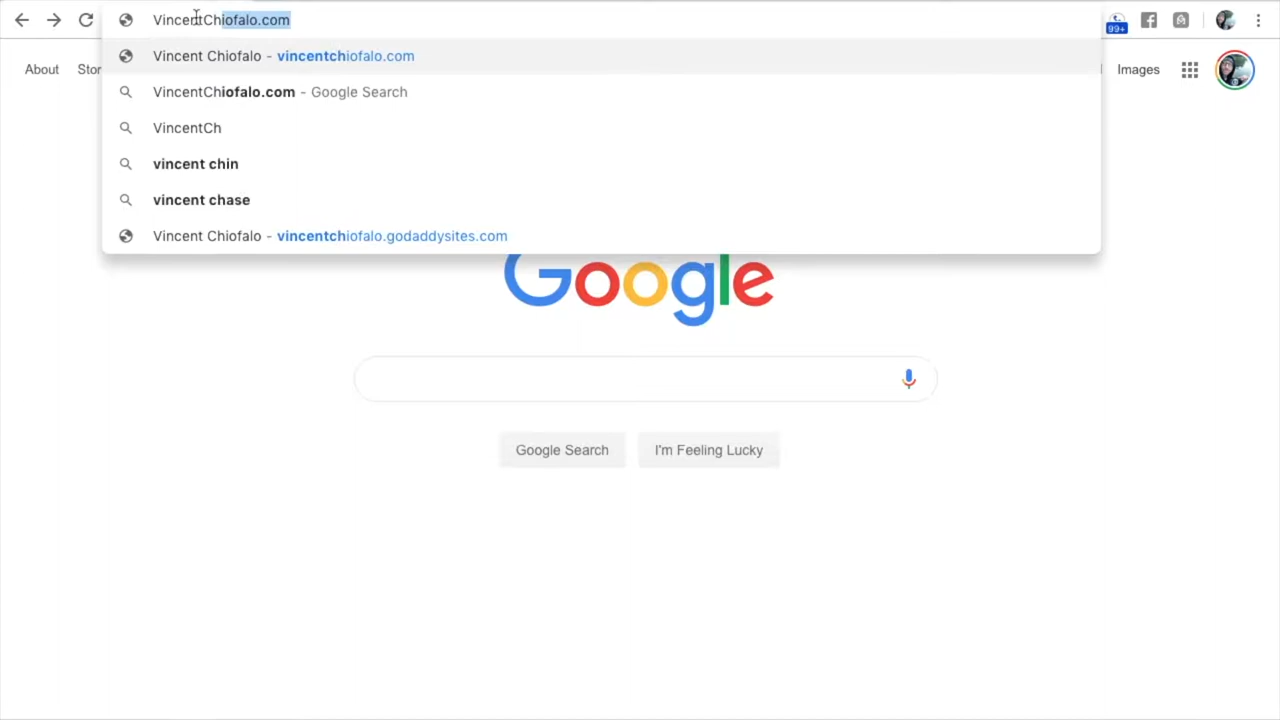 VincentChiofalo.com
99+
Vincent Chiofalo - vincentchiofalo.com
VincentChiofalo.com - Google Search
VincentCh
vincent chin
vincent chase
Vincent Chiofalo - vincentchiofalo.godaddysites.com
About
Images
Google
Google Search
I'm Feeling Lucky